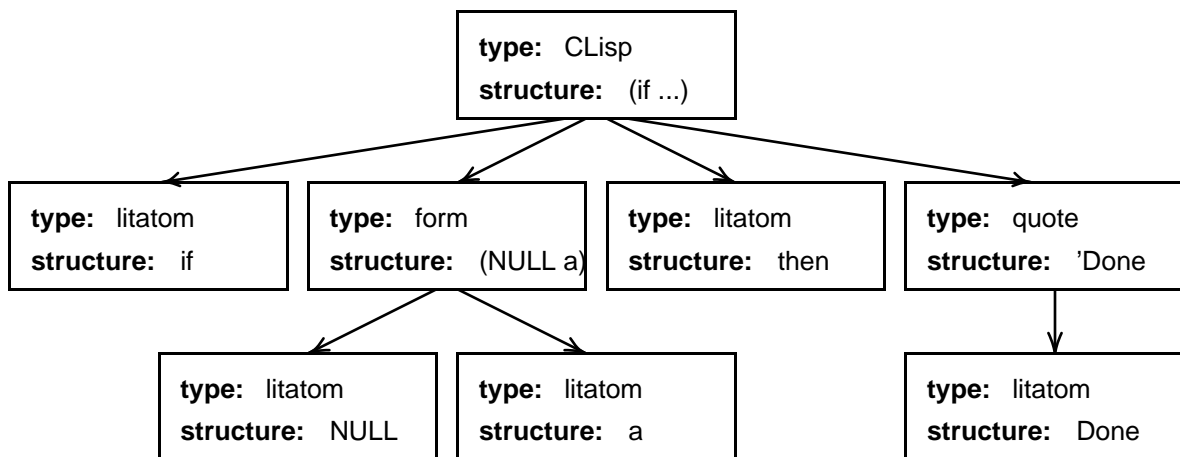 type: CLisp
structure: (if ...)
type: litatom
structure: if
type: form
structure: (NULL a)
type: litatom
structure: then
type: quote
structure: ’Done
type: litatom
structure: NULL
type: litatom
structure: a
type: litatom
structure: Done